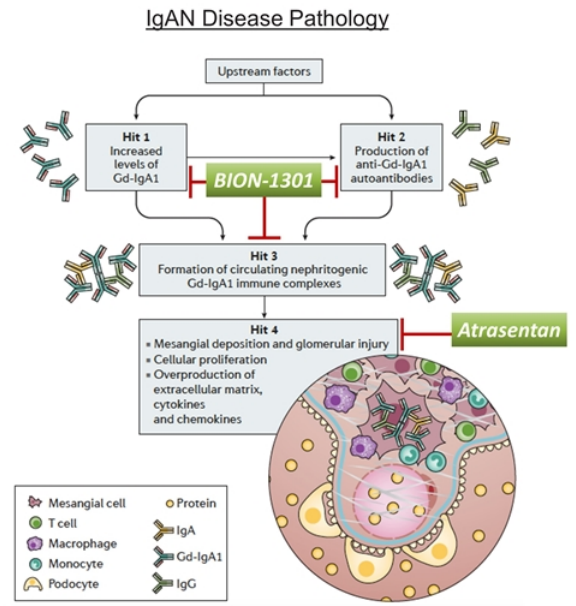 IgAN Disease Pathology
Upstream factors
Hit 1
Increased
levels of
Gd-IgA1
Hit 2
Production of
anti-Gd-IgA1
autoantibodies
BION-1301
Hit 3
Formation of circulating nephritogenic
Gd-IgA1 immune complexes
Hit 4
▪ Mesangial deposition and glomerular injury
▪ Cellular proliferation
▪ Overproduction of
extracellular matrix,
cytokines
and chemokines
Atrasentan
Mesangial cell
T cell
Macrophage
Monocyte
Podocyte
Protein
IgA
Gd-IgA1
IgG